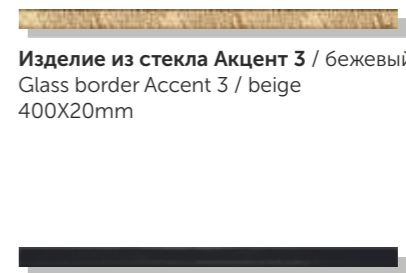 Изделие из стекла Акцент 3 / бежевый
Glass border Accent 3 / beige
400X20mm